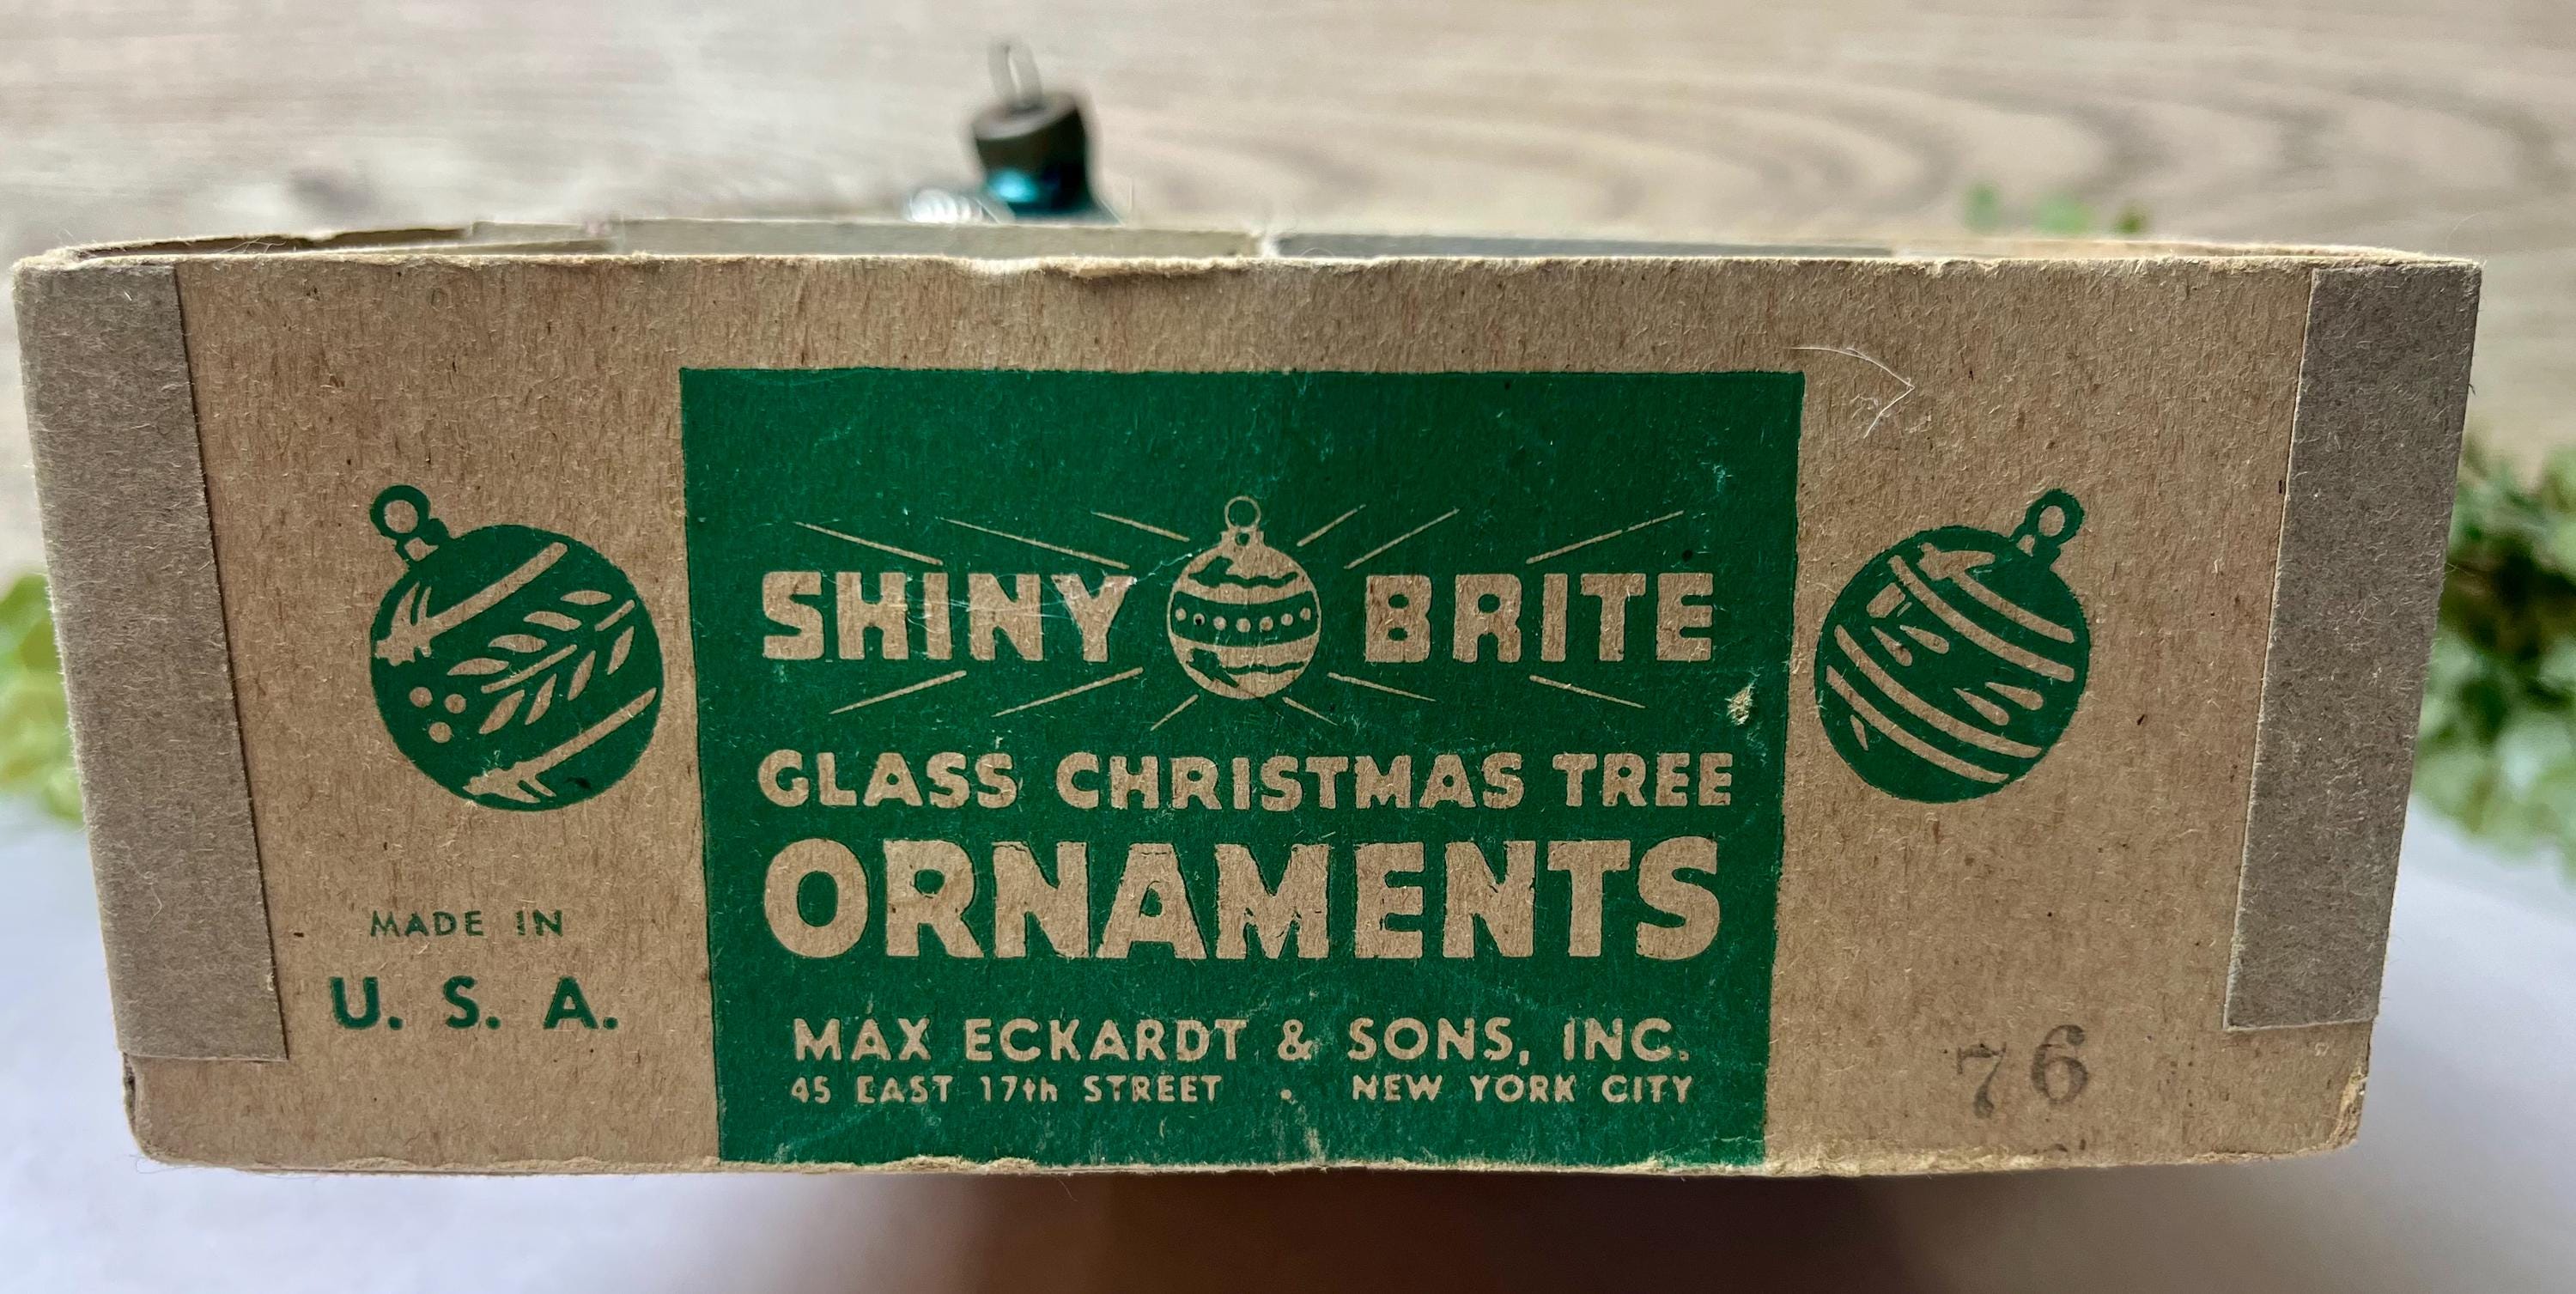 SHINY BRITE
GLASS CHRISTMAS TREE
ORNAMENTS
MAX ECKARDT & SONS, INC.
45 EAST 17th STREET . NEW YORK CITY
MADE IN
U. S. A.
76